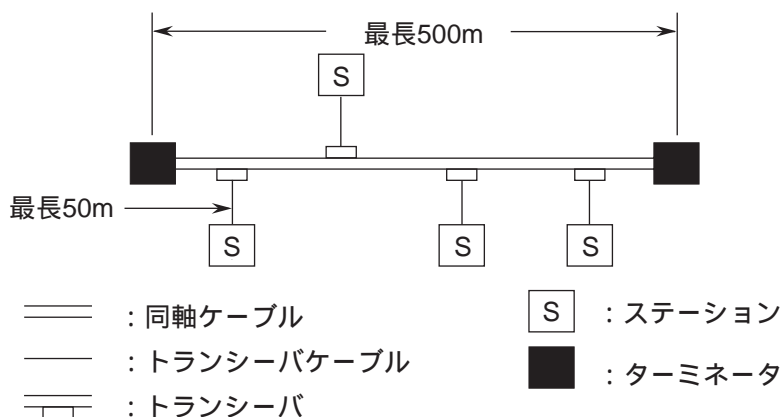 最長500m
S
最長50m
S
S
S
：同軸ケーブル
S
：ステーション
：トランシーバケーブル
：ターミネータ
：トランシーバ